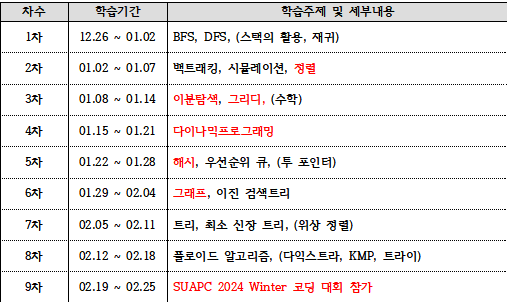 차수 학습기간 학습주제 및 세부내용
1차 12.26 ~ 01.02 BFS, DFS, (스택의 활용, 재귀)
2차 01.02 ~ 01.07 백트래킹, 시뮬레이션, 정렬
3차 01.08 ~ 01.14 이분탐색, 그리디, (수학)
4차 01.15 ~ 01.21 다이나믹프로그래밍
5차 01.22 ~ 01.28 해시, 우선순위 큐, (투 포인터)
6차 01.29 ~ 02.04 그래프, 이진 검색트리
7차 02.05 ~ 02.11 트리, 최소 신장 트리, (위상 정렬)
8차 02.12 ~ 02.18 플로이드 알고리즘, (다익스트라, KMP, 트라이)
9차 02.19 ~ 02.25 SUAPC 2024 Winter 코딩 대회 참가